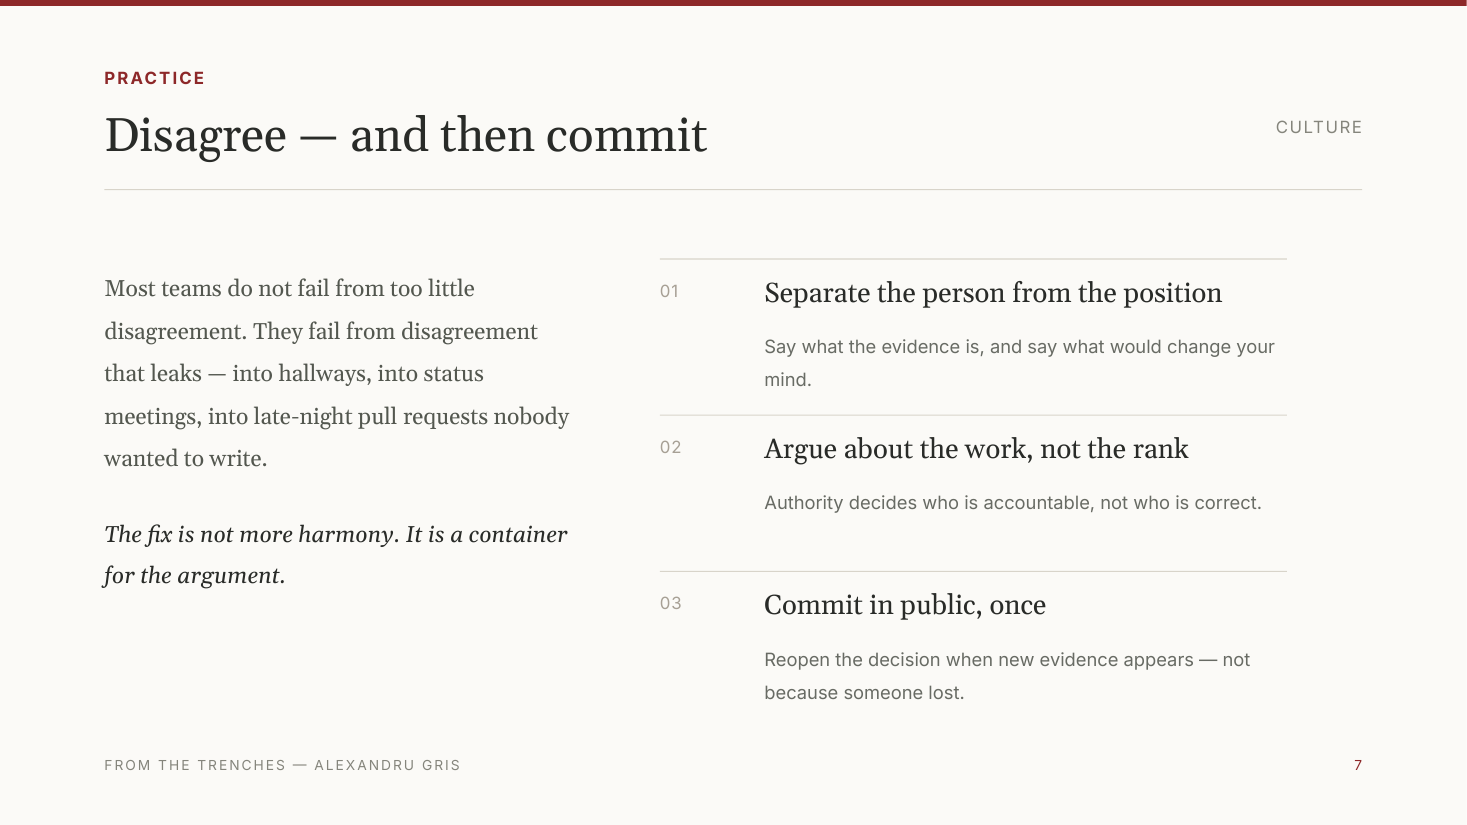 PRACTICE
Disagree — and then commit
CULTURE
Most teams do not fail from too little
disagreement. They fail from disagreement
that leaks — into hallways, into status
meetings, into late-night pull requests nobody
wanted to write.
The fix is not more harmony. It is a container
for the argument.
01
Separate the person from the position
Say what the evidence is, and say what would change your
mind.
02
Argue about the work, not the rank
Authority decides who is accountable, not who is correct.
03
Commit in public, once
Reopen the decision when new evidence appears — not
because someone lost.
FROM THE TRENCHES — ALEXANDRU GRIS
7